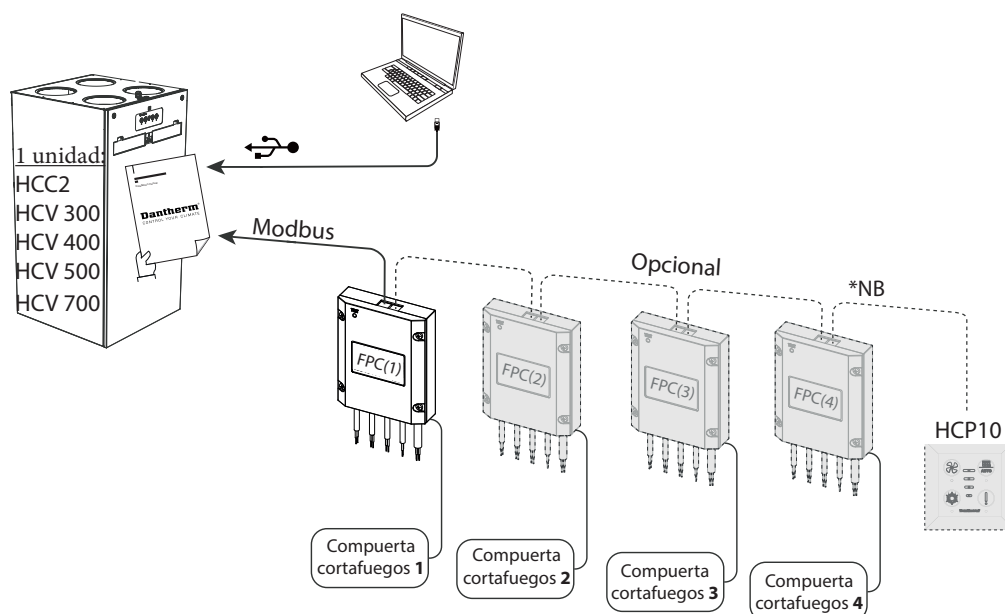 1 unidad:
HCC2
HCV 300
HCV 400
HCV 500
HCV 700
Dantherm
CONTROL YOUR CLIMATE
Modbus
Opcional
*NB
FPC(1)
FPC(2)
FPC(3)
FPC(4)
HCP10
Compuerta
cortafuegos 1
Compuerta
cortafuegos 2
Compuerta
cortafuegos 3
Compuerta
cortafuegos 4